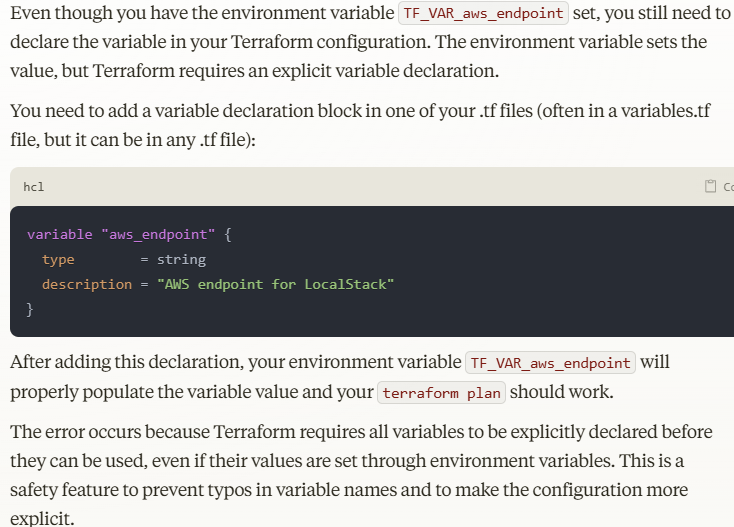 Even though you have the environment variable TF_VAR_aws_endpoint set, you still need to
declare the variable in your Terraform configuration. The environment variable sets the
value, but Terraform requires an explicit variable declaration.
You need to add a variable declaration block in one of your .tf files (often in a variables.tf
file, but it can be in any .tf file):
hcl
variable "aws_endpoint" {
  type        = string
  description = "AWS endpoint for LocalStack"
}
After adding this declaration, your environment variable TF_VAR_aws_endpoint will
properly populate the variable value and your terraform plan should work.
The error occurs because Terraform requires all variables to be explicitly declared before
they can be used, even if their values are set through environment variables. This is a
safety feature to prevent typos in variable names and to make the configuration more
explicit.